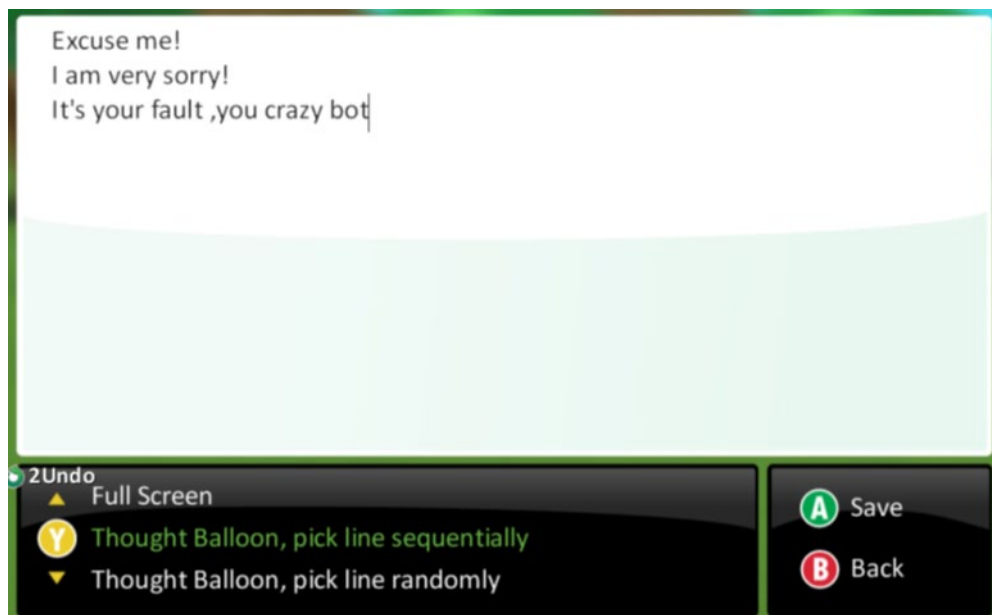 Excuse me!
I am very sorry!
It's your fault ,you crazy bot
2Undo
Full Screen
Y Thought Balloon, pick line sequentially
Thought Balloon, pick line randomly
A Save
B Back